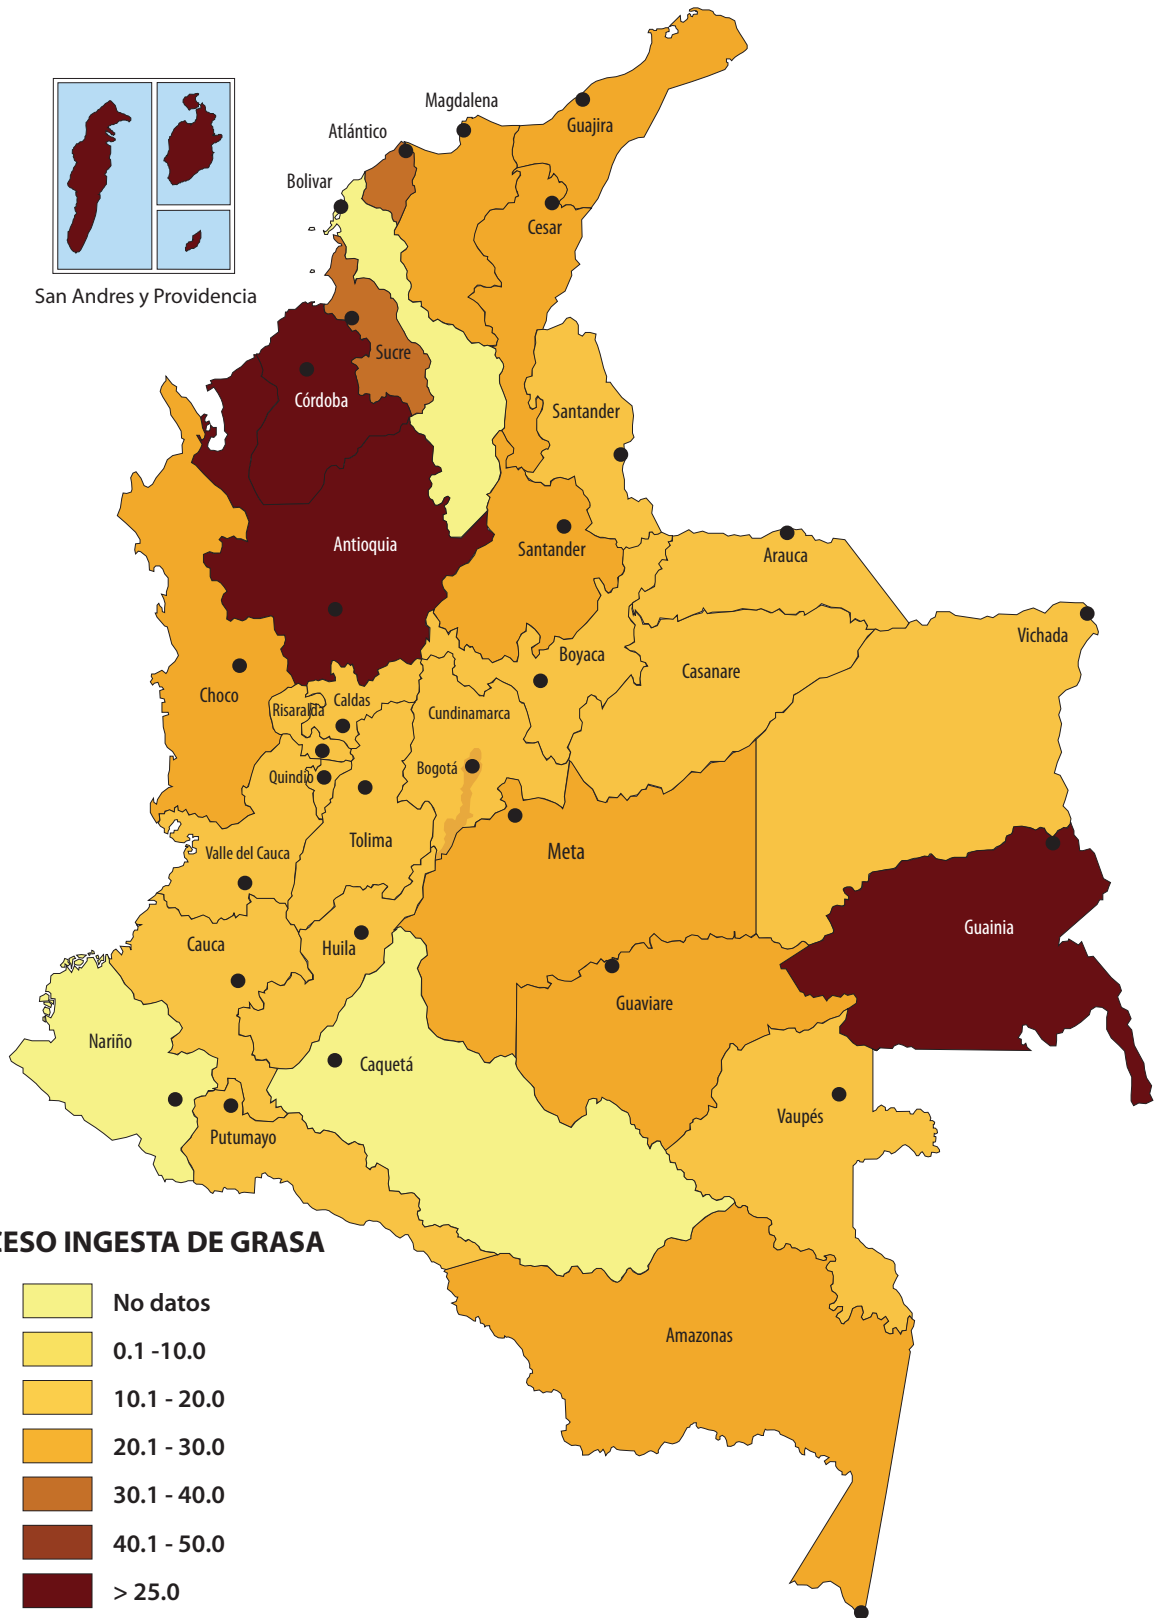 Magdalena
Atlántico
Guajira
Bolivar
Cesar
San Andres y Providencia
Sucre
Córdoba
Santander
Antioquia
Santander
Arauca
Vichada
Boyaca
Casanare
Choco
Caldas
Risaralda
Cundinamarca
Bogotá
Quindio
Tolima
Meta
Valle del Cauca
Guainia
Cauca
Huila
Guaviare
Nariño
Caquetá
Vaupés
Putumayo
ESO INGESTA DE GRASA
No datos
0.1 -10.0
10.1 - 20.0
Amazonas
20.1 - 30.0
30.1 - 40.0
40.1 - 50.0
> 25.0